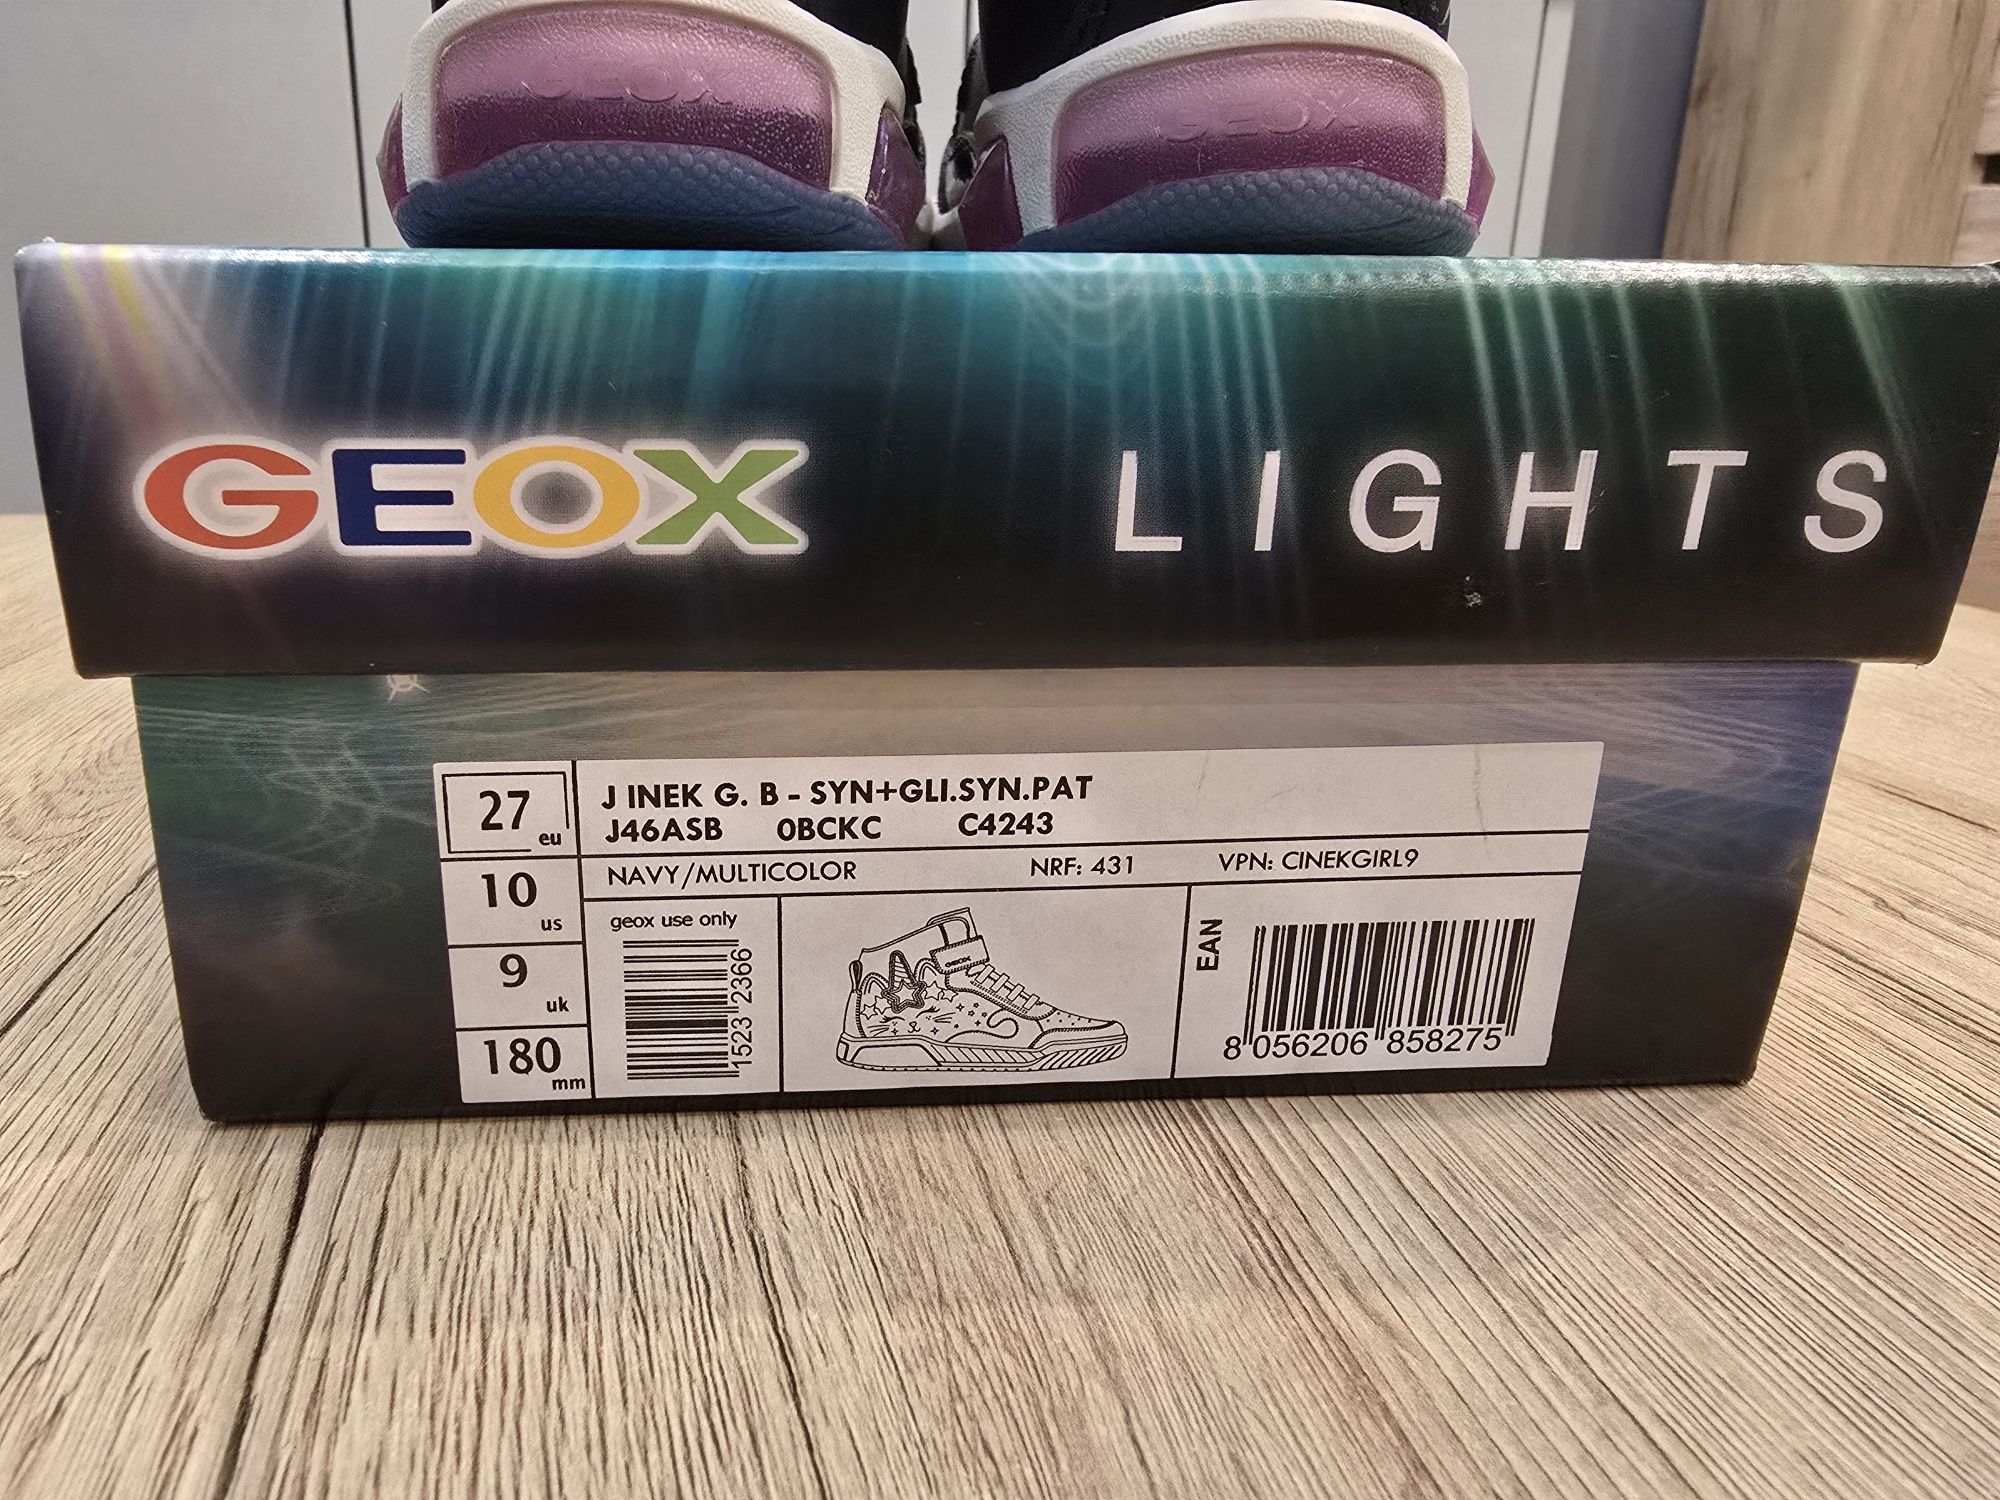 GEOX GEOX
GEOX LIGHTS
27 eu
10 us
9 uk
180 mm
J INEK G. B - SYN+GLI.SYN.PAT
J46ASB 0BCKC C4243
NAVY/MULTICOLOR NRF: 431 VPN: CINEKGIRL9
geox use only
1523 2366
GEOX
EAN
8 056206 858275